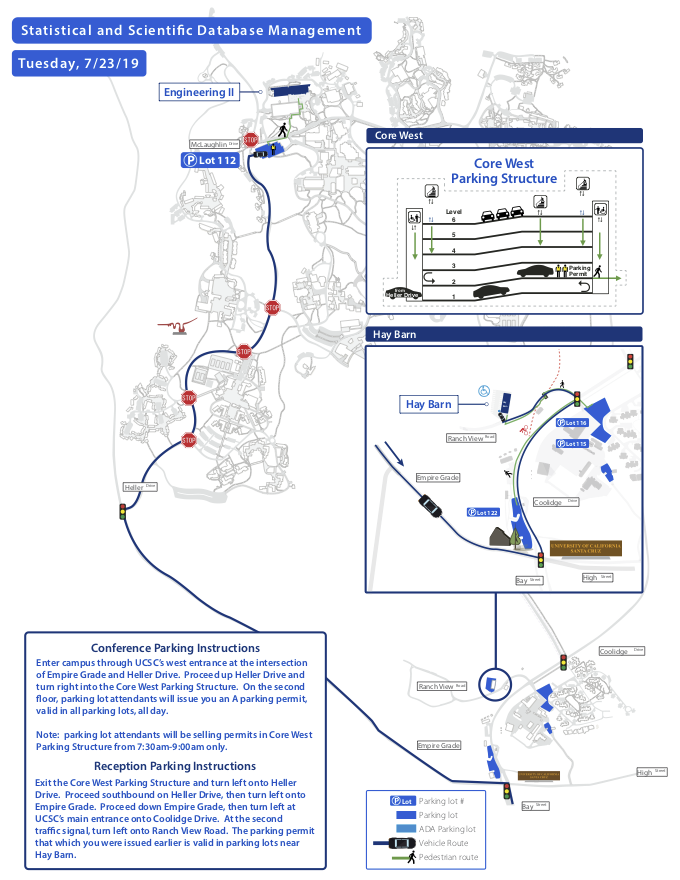 Statistical and Scientific Database Management
Tuesday, 7/23/19
Engineering II
STOP
McLaughlin Drive
P Lot 112
Core West
Core West
Parking Structure
Level
6
5
4
3
2
1
Parking
Permit
from
Heller Drive
STOP
STOP
STOP
STOP
Heller Drive
Hay Barn
Hay Barn
Ranch View Road
P Lot 116
P Lot 115
Empire Grade
Coolidge Drive
P Lot 122
UNIVERSITY OF CALIFORNIA
SANTA CRUZ
Bay Street
High Street
Conference Parking Instructions
Enter campus through UCSC's west entrance at the intersection
of Empire Grade and Heller Drive. Proceed up Heller Drive and
turn right into the Core West Parking Structure. On the second
floor, parking lot attendants will issue you an A parking permit,
valid in all parking lots, all day.
Note: parking lot attendants will be selling permits in Core West
Parking Structure from 7:30am-9:00am only.
Reception Parking Instructions
Exit the Core West Parking Structure and turn left onto Heller
Drive. Proceed southbound on Heller Drive, then turn left onto
Empire Grade. Proceed down Empire Grade, then turn left at
UCSC's main entrance onto Coolidge Drive. At the second
traffic signal, turn left onto Ranch View Road. The parking permit
that which you were issued earlier is valid in parking lots near
Hay Barn.
Coolidge Drive
Ranch View Road
Empire Grade
High Street
Bay Street
P Lot Parking lot #
Parking lot
ADA Parking lot
Vehicle Route
Pedestrian route